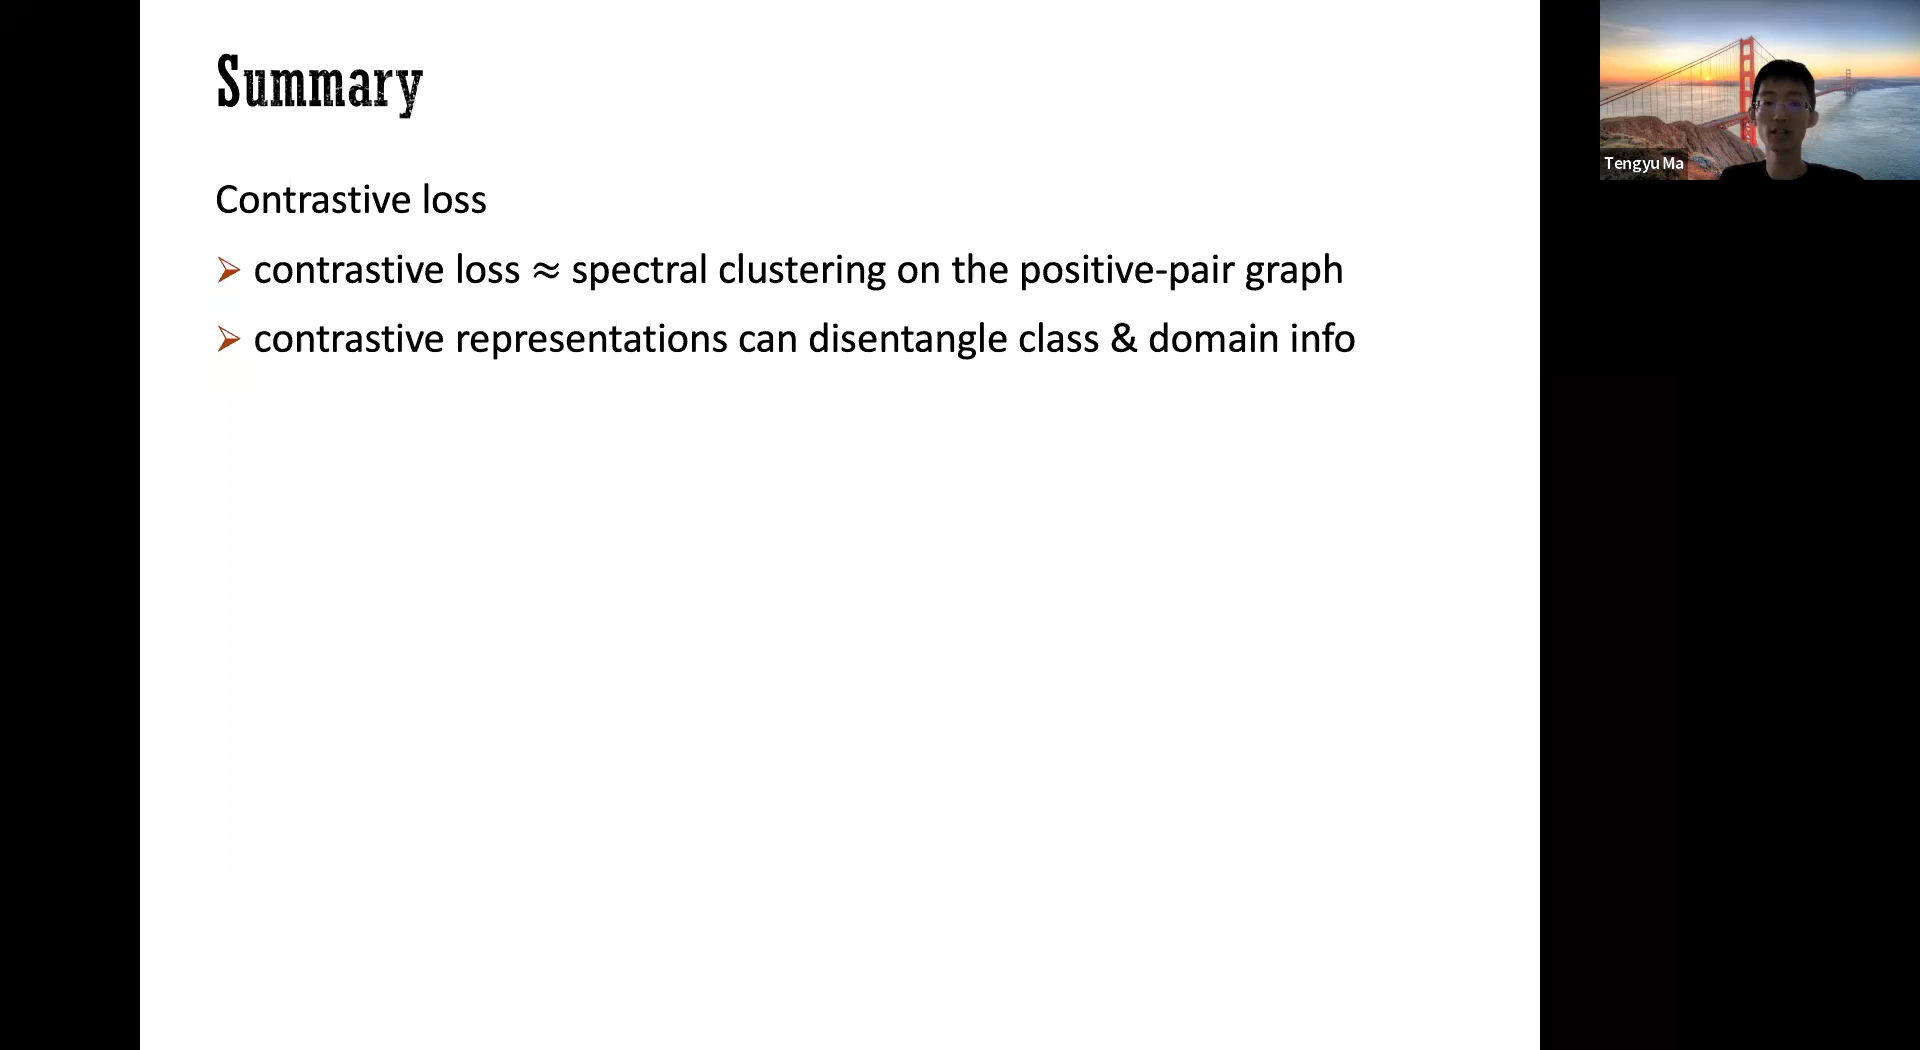 Summary
Contrastive loss
contrastive loss ≈ spectral clustering on the positive-pair graph
contrastive representations can disentangle class & domain info
Tengyu Ma